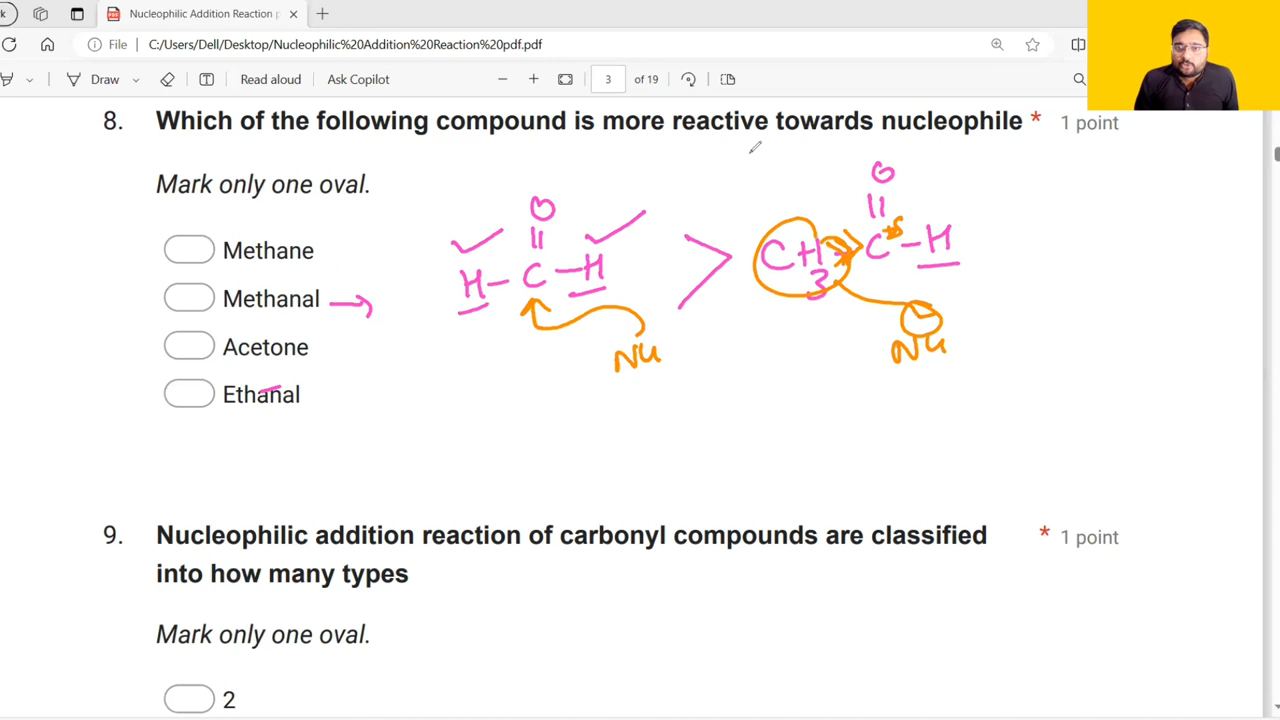 Nucleophilic Addition Reaction p
File C:/Users/Dell/Desktop/Nucleophilic%20Addition%20Reaction%20pdf.pdf
Draw Read aloud Ask Copilot 3 of 19
8. Which of the following compound is more reactive towards nucleophile * 1 point
Mark only one oval.
Methane
Methanal
Acetone
Ethanal
O
||
H–C–H
Nu
>
O
||
CH3–C–H
Nu
9. Nucleophilic addition reaction of carbonyl compounds are classified * 1 point
into how many types
Mark only one oval.
2